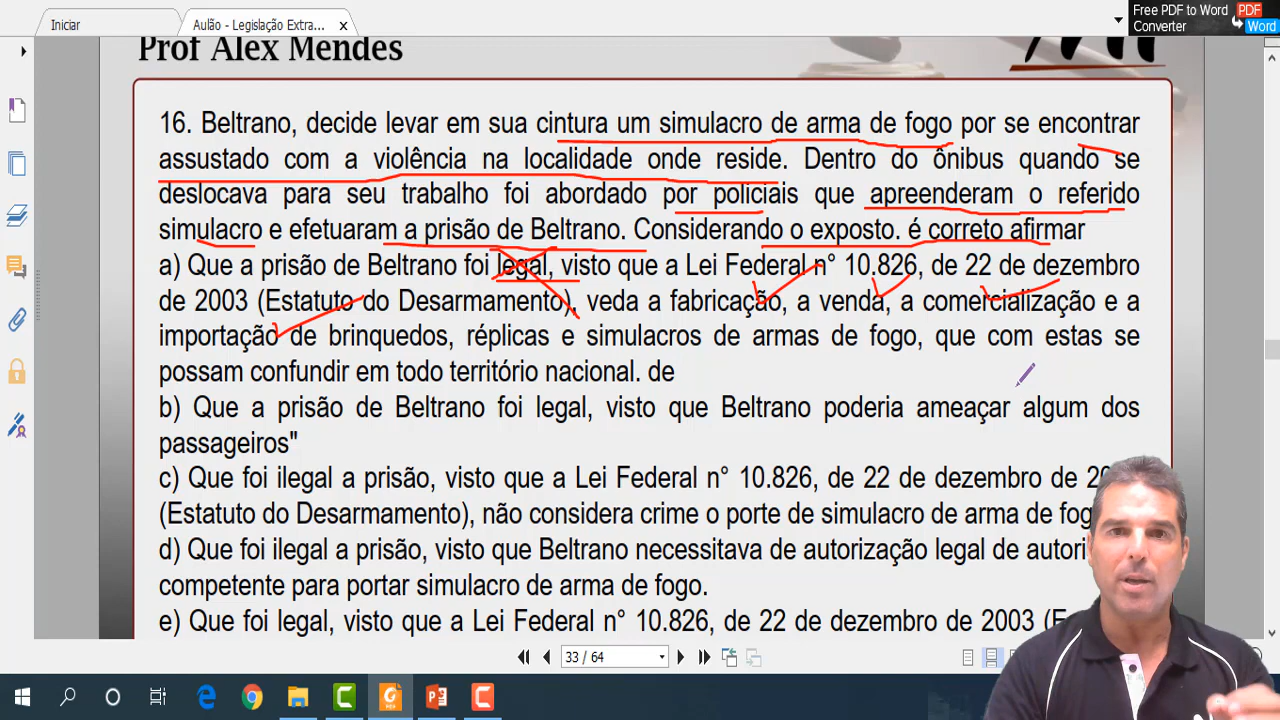 Iniciar
Aulão - Legislação Extra...
Free PDF to Word
Converter
PDF
Word
Prof Alex Mendes
16. Beltrano, decide levar em sua cintura um simulacro de arma de fogo por se encontrar
assustado com a violência na localidade onde reside. Dentro do ônibus quando se
deslocava para seu trabalho foi abordado por policiais que apreenderam o referido
simulacro e efetuaram a prisão de Beltrano. Considerando o exposto. é correto afirmar
a) Que a prisão de Beltrano foi legal, visto que a Lei Federal n° 10.826, de 22 de dezembro
de 2003 (Estatuto do Desarmamento), veda a fabricação, a venda, a comercialização e a
importação de brinquedos, réplicas e simulacros de armas de fogo, que com estas se
possam confundir em todo território nacional. de
b) Que a prisão de Beltrano foi legal, visto que Beltrano poderia ameaçar algum dos
passageiros"
c) Que foi ilegal a prisão, visto que a Lei Federal n° 10.826, de 22 de dezembro de
(Estatuto do Desarmamento), não considera crime o porte de simulacro de arma de
d) Que foi ilegal a prisão, visto que Beltrano necessitava de autorização legal de
competente para portar simulacro de arma de fogo.
e) Que foi legal, visto que a Lei Federal n° 10.826, de 22 de dezembro de 2003
33 / 64